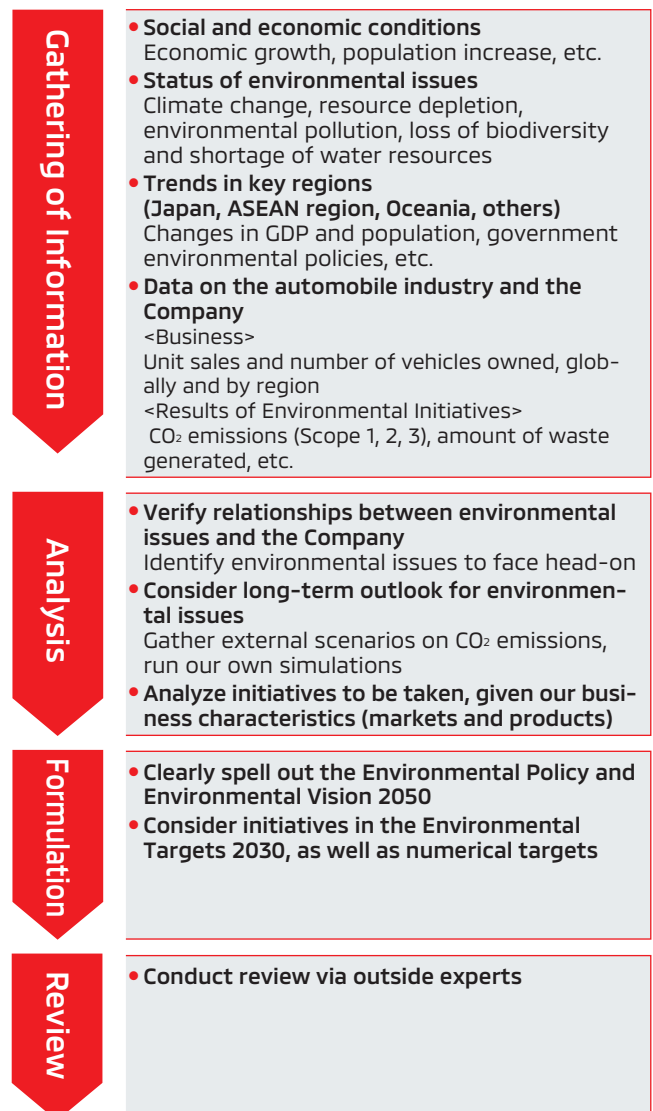 Gathering of Information
• Social and economic conditions
Economic growth, population increase, etc.
• Status of environmental issues
Climate change, resource depletion,
environmental pollution, loss of biodiversity
and shortage of water resources
• Trends in key regions
(Japan, ASEAN region, Oceania, others)
Changes in GDP and population, government
environmental policies, etc.
• Data on the automobile industry and the
Company
<Business>
Unit sales and number of vehicles owned, glob-
ally and by region
<Results of Environmental Initiatives>
CO₂ emissions (Scope 1, 2, 3), amount of waste
generated, etc.
Analysis
• Verify relationships between environmental
issues and the Company
Identify environmental issues to face head-on
• Consider long-term outlook for environmen-
tal issues
Gather external scenarios on CO₂ emissions,
run our own simulations
• Analyze initiatives to be taken, given our busi-
ness characteristics (markets and products)
Formulation
• Clearly spell out the Environmental Policy and
Environmental Vision 2050
• Consider initiatives in the Environmental
Targets 2030, as well as numerical targets
Review
• Conduct review via outside experts